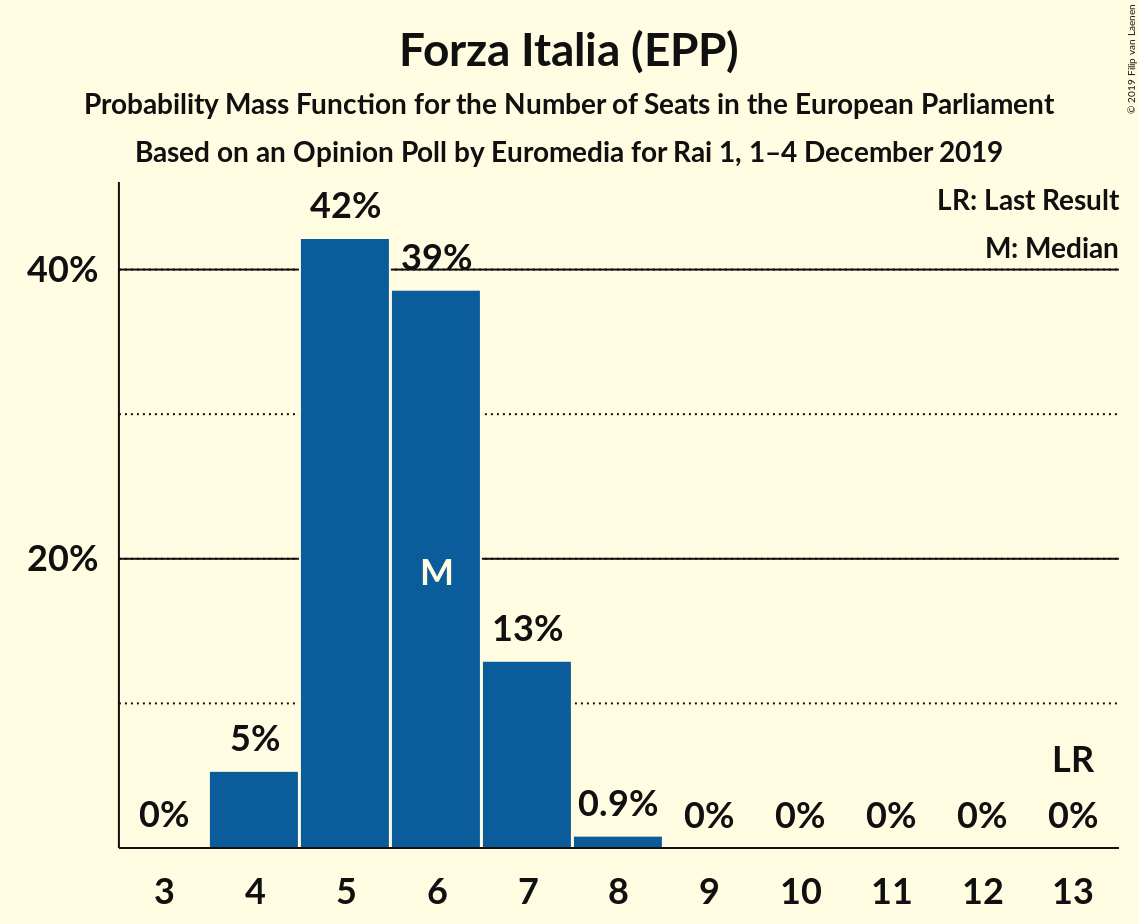 Forza Italia (EPP)
Probability Mass Function for the Number of Seats in the European Parliament
Based on an Opinion Poll by Euromedia for Rai 1, 1–4 December 2019
© 2019 Filip van Laenen
LR: Last Result
M: Median
40%
20%
0%
5%
42%
39%
M
13%
0.9%
0%
0%
0%
0%
LR
0%
3 4 5 6 7 8 9 10 11 12 13